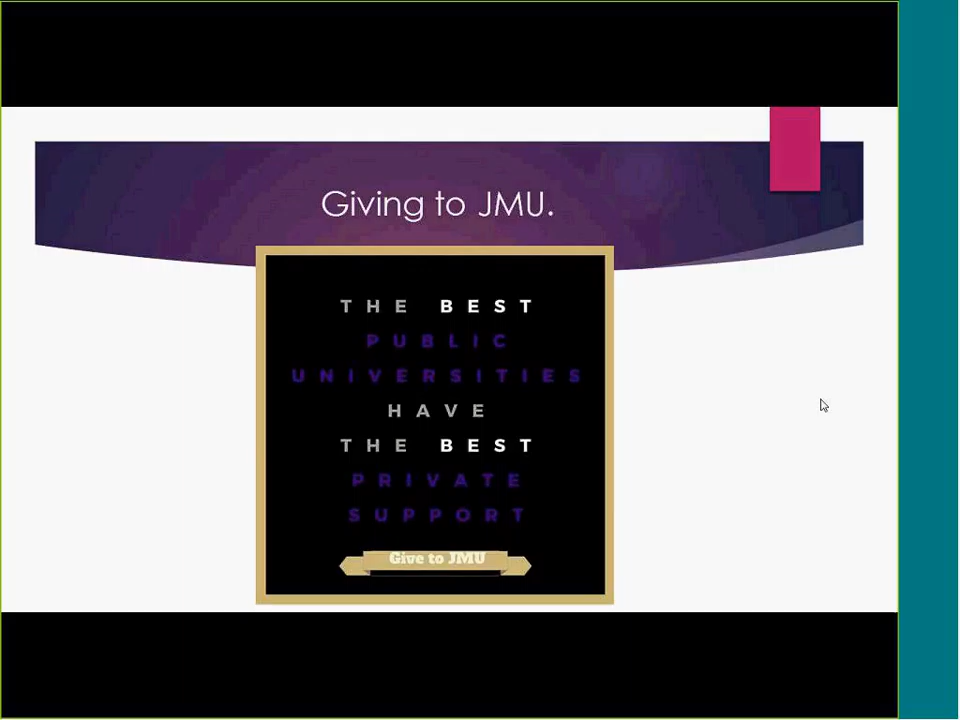 Giving to JMU.
THE BEST
PUBLIC
UNIVERSITIES
HAVE
THE BEST
PRIVATE
SUPPORT
Give to JMU